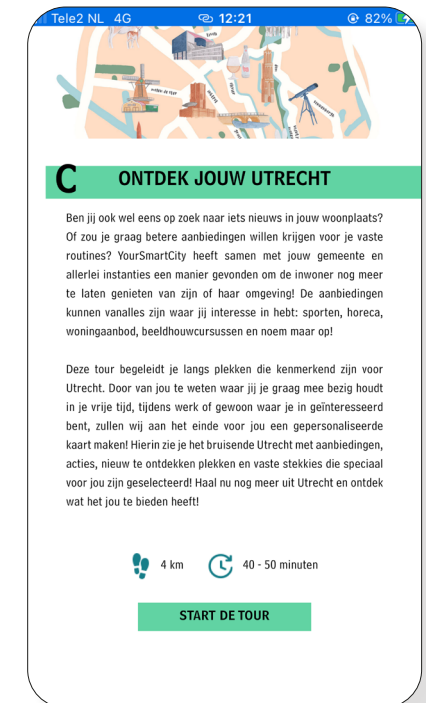 Tele2 NL 4G 12:21 82%
C ONTDEK JOUW UTRECHT
Ben jij ook wel eens op zoek naar iets nieuws in jouw woonplaats?
Of zou je graag betere aanbiedingen willen krijgen voor je vaste
routines? YourSmartCity heeft samen met jouw gemeente en
allerlei instanties een manier gevonden om de inwoner nog meer
te laten genieten van zijn of haar omgeving! De aanbiedingen
kunnen vanalles zijn waar jij interesse in hebt: sporten, horeca,
woningaanbod, beeldhouwcursussen en noem maar op!
Deze tour begeleidt je langs plekken die kenmerkend zijn voor
Utrecht. Door van jou te weten waar jij je graag mee bezig houdt
in je vrije tijd, tijdens werk of gewoon waar je in geïnteresseerd
bent, zullen wij aan het einde voor jou een gepersonaliseerde
kaart maken! Hierin zie je het bruisende Utrecht met aanbiedingen,
acties, nieuw te ontdekken plekken en vaste stekkies die speciaal
voor jou zijn geselecteerd! Haal nu nog meer uit Utrecht en ontdek
wat het jou te bieden heeft!
4 km 40 - 50 minuten
START DE TOUR